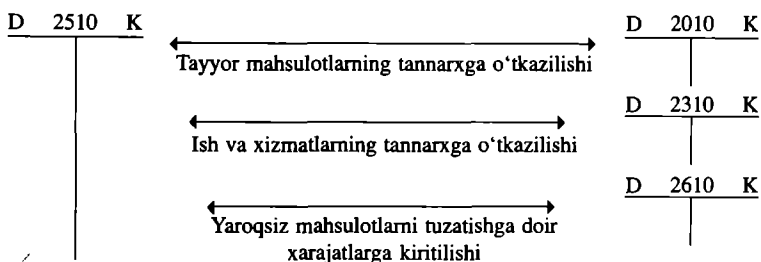 D 2510 K
D 2010 K
Tayyor mahsulotlarning tannarxga o‘tkazilishi
D 2310 K
Ish va xizmatlarning tannarxga o‘tkazilishi
D 2610 K
Yaroqsiz mahsulotlarni tuzatishga doir
xarajatlarga kiritilishi